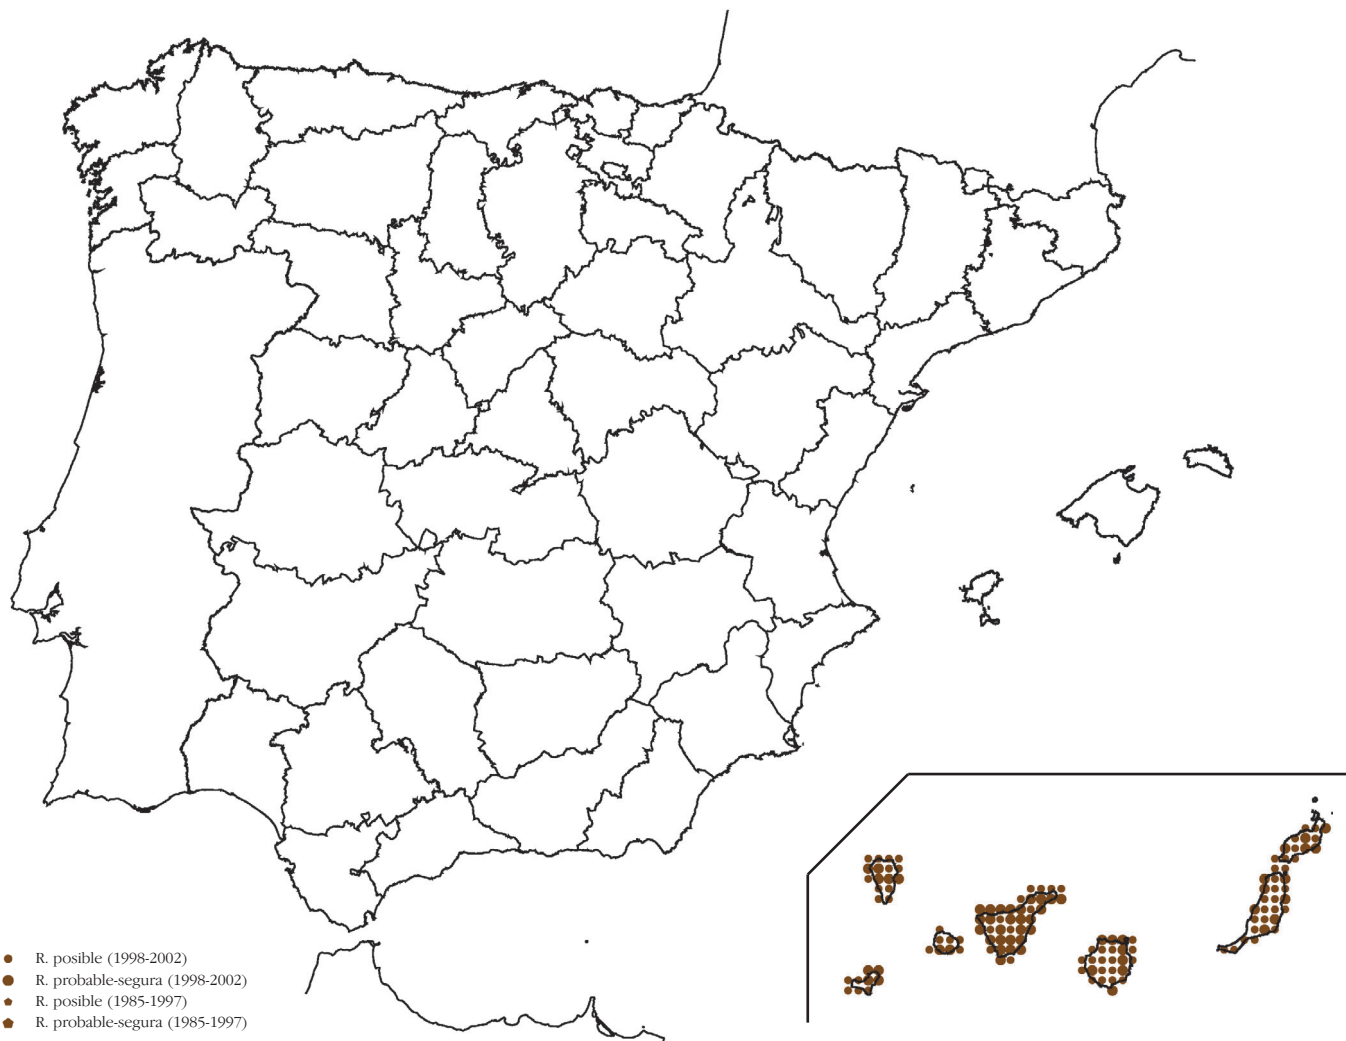 R. posible (1998-2002)
R. probable-segura (1998-2002)
R. posible (1985-1997)
R. probable-segura (1985-1997)